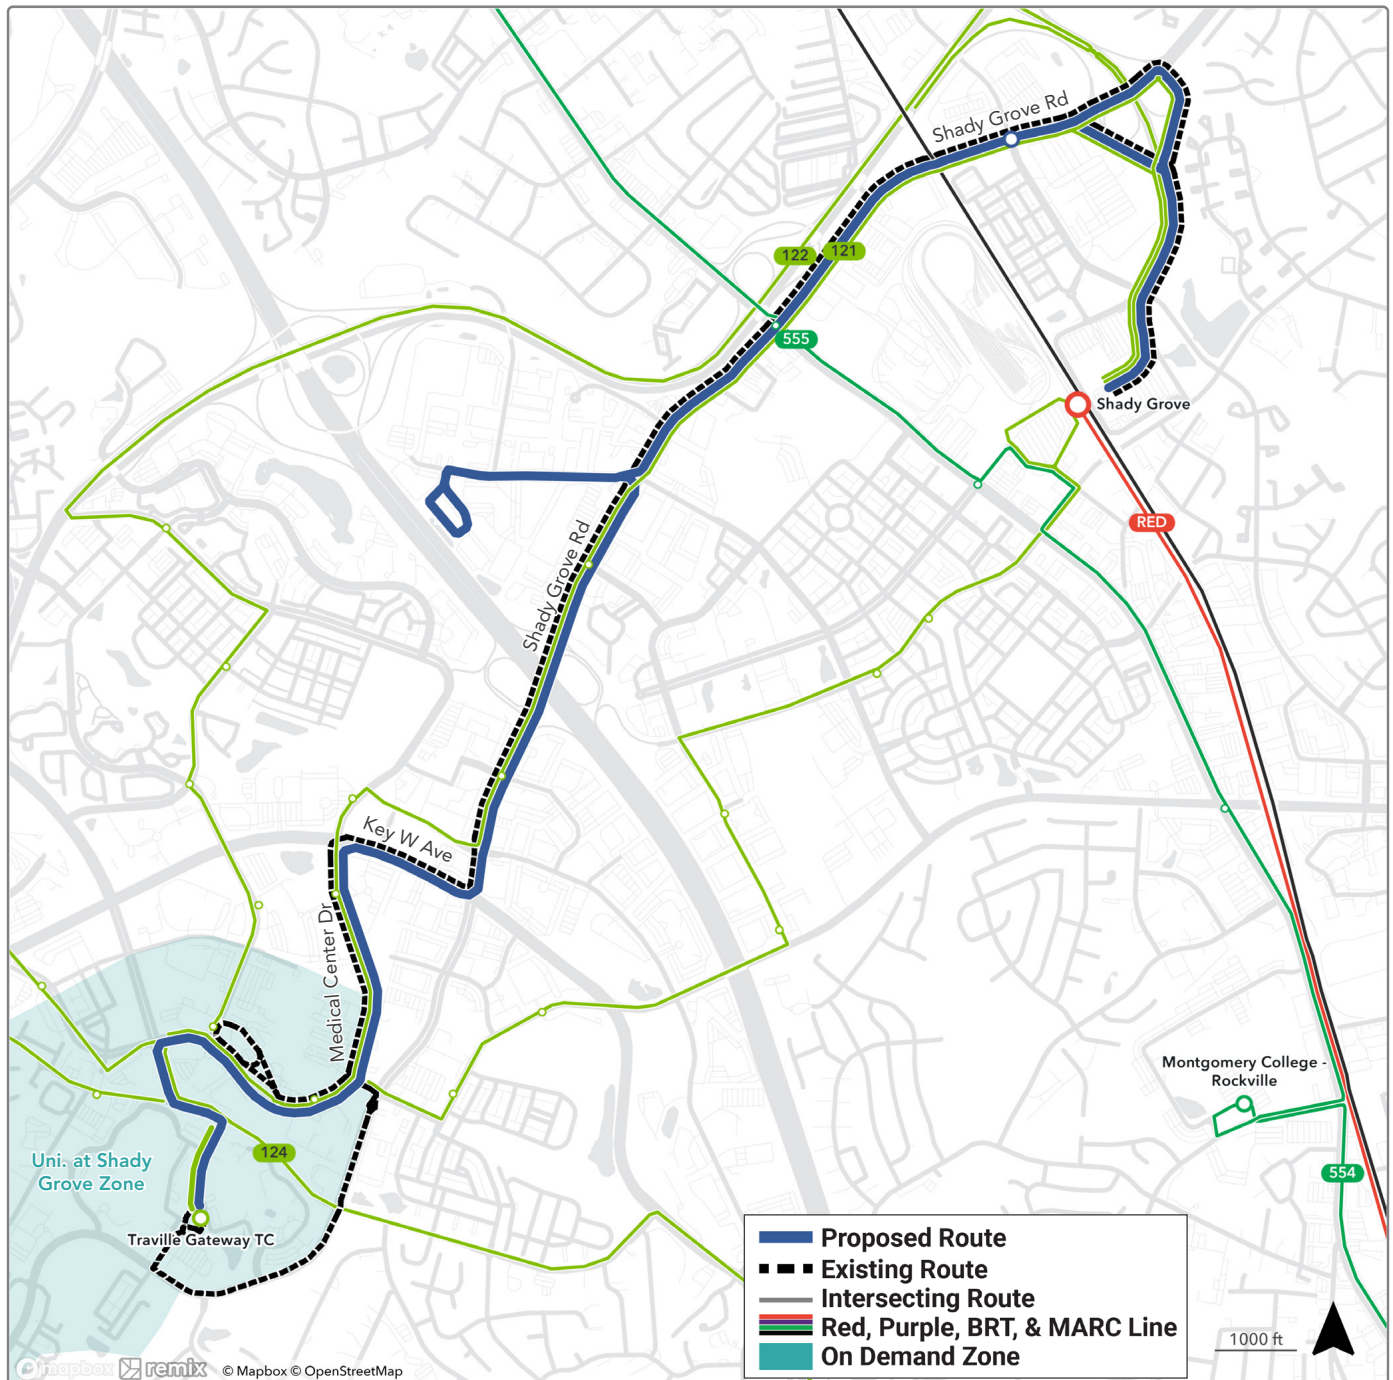 Shady Grove Rd
122
121
555
Shady Grove
RED
Shady Grove Rd
Key W Ave
Medical Center Dr
Montgomery College -
Rockville
124
554
Uni. at Shady
Grove Zone
Traville Gateway TC
Proposed Route
Existing Route
Intersecting Route
Red, Purple, BRT, & MARC Line
On Demand Zone
1000 ft
mapbox remix © Mapbox © OpenStreetMap